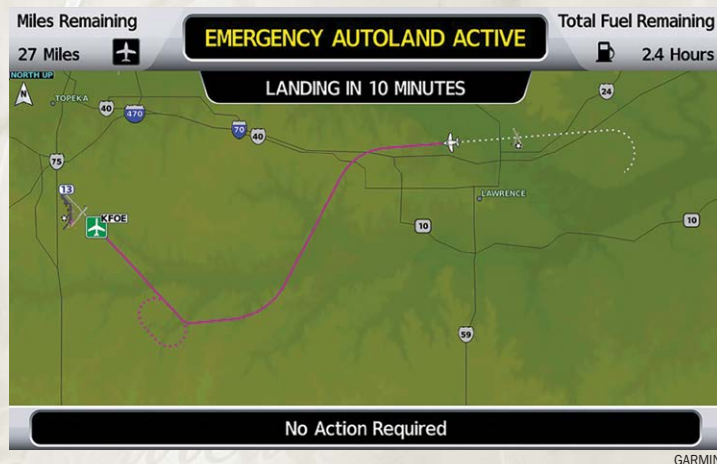 Miles Remaining
27 Miles
EMERGENCY AUTOLAND ACTIVE
Total Fuel Remaining
2.4 Hours
LANDING IN 10 MINUTES
NORTH UP
N
TOPEKA
40
470
70
40
24
75
13
KFOE
LAWRENCE
10
10
59
No Action Required
GARMIN